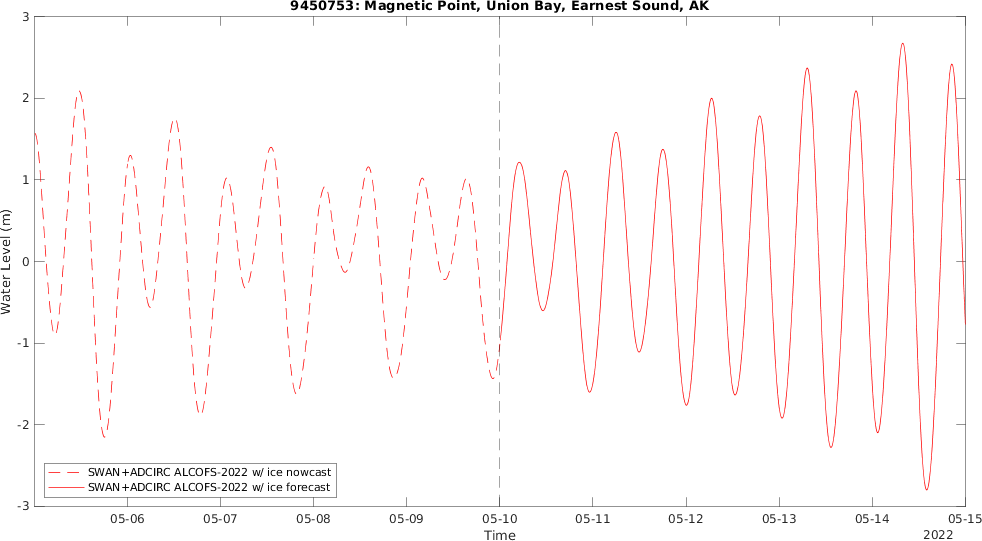 9450753: Magnetic Point, Union Bay, Earnest Sound, AK
3
2
1
0
-1
-2
-3
Water Level (m)
SWAN+ADCIRC ALCOFS-2022 w/ ice nowcast
SWAN+ADCIRC ALCOFS-2022 w/ ice forecast
05-06 05-07 05-08 05-09 05-10 05-11 05-12 05-13 05-14 05-15
Time
2022